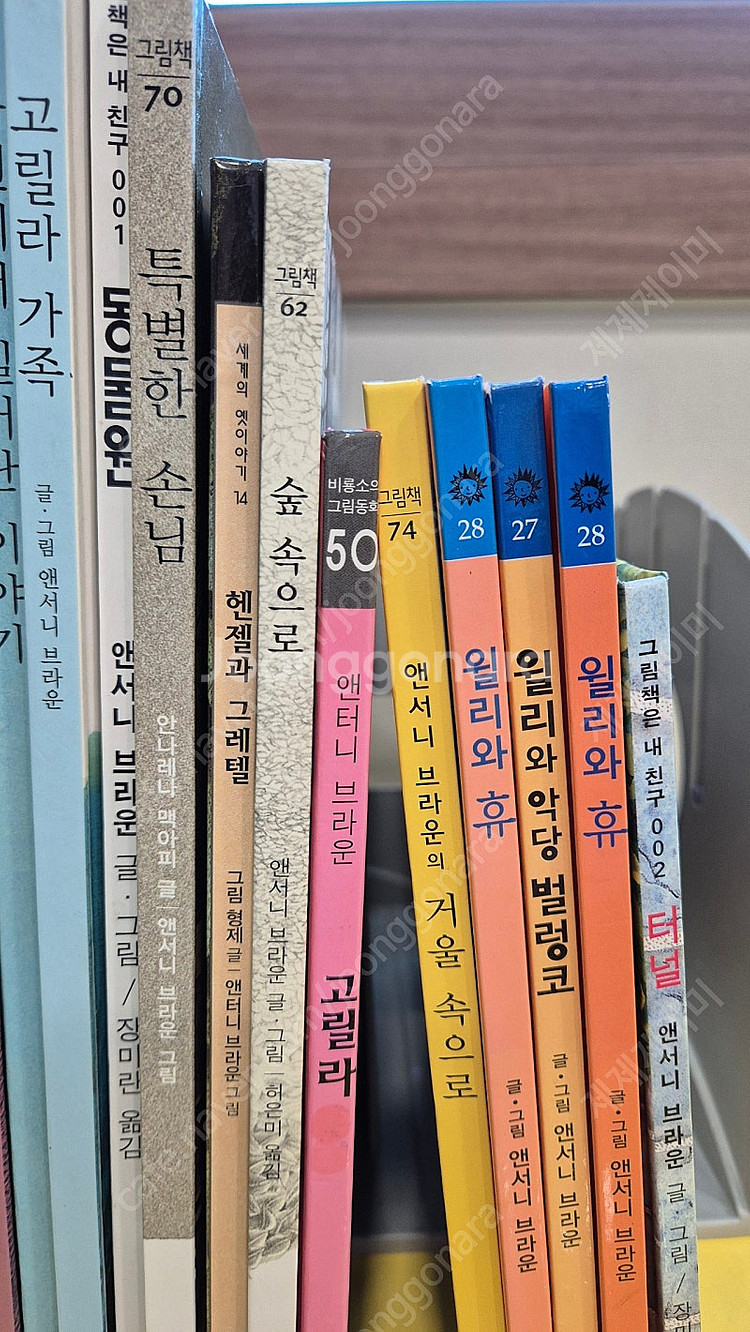 고릴라 가족
글·그림 앤서니 브라운
책은 내 친구 001
동물원
앤서니 브라운 글·그림 / 장미란 옮김
그림책
70
특별한 손님
안나레나 맥아피 글 | 앤서니 브라운 그림
세계의 옛이야기 14
헨젤과 그레텔
그림 형제 글 | 앤터니 브라운 그림
그림책
62
숲 속으로
앤서니 브라운 글·그림 | 허은미 옮김
비룡소의
그림동화
50
앤터니 브라운
고릴라
그림책
74
앤서니 브라운의 거울 속으로
28
윌리와 휴
글·그림 앤서니 브라운
27
윌리와 악당 벌렁코
글·그림 앤서니 브라운
28
윌리와 휴
글·그림 앤서니 브라운
그림책은 내 친구 002
터널
앤서니 브라운 글·그림 / 장미
joonggonara
제제제이미